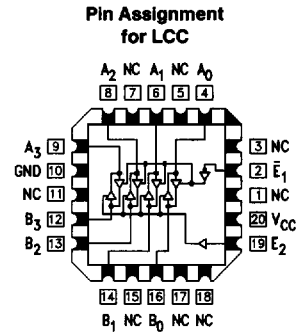 Pin Assignment
for LCC
A2 NC A1 NC A0
8 7 6 5 4
A3 9
GND 10
NC 11
B3 12
B2 13
3 NC
2 Ē1
1 NC
20 VCC
19 E2
14 15 16 17 18
B1 NC B0 NC NC